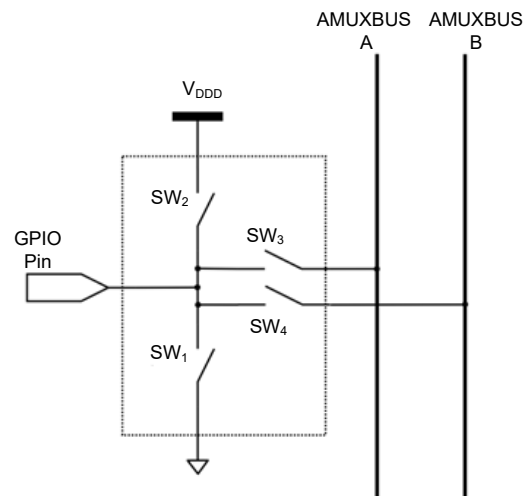 AMUXBUS
A
AMUXBUS
B
VDDD
SW2
GPIO
Pin
SW3
SW4
SW1